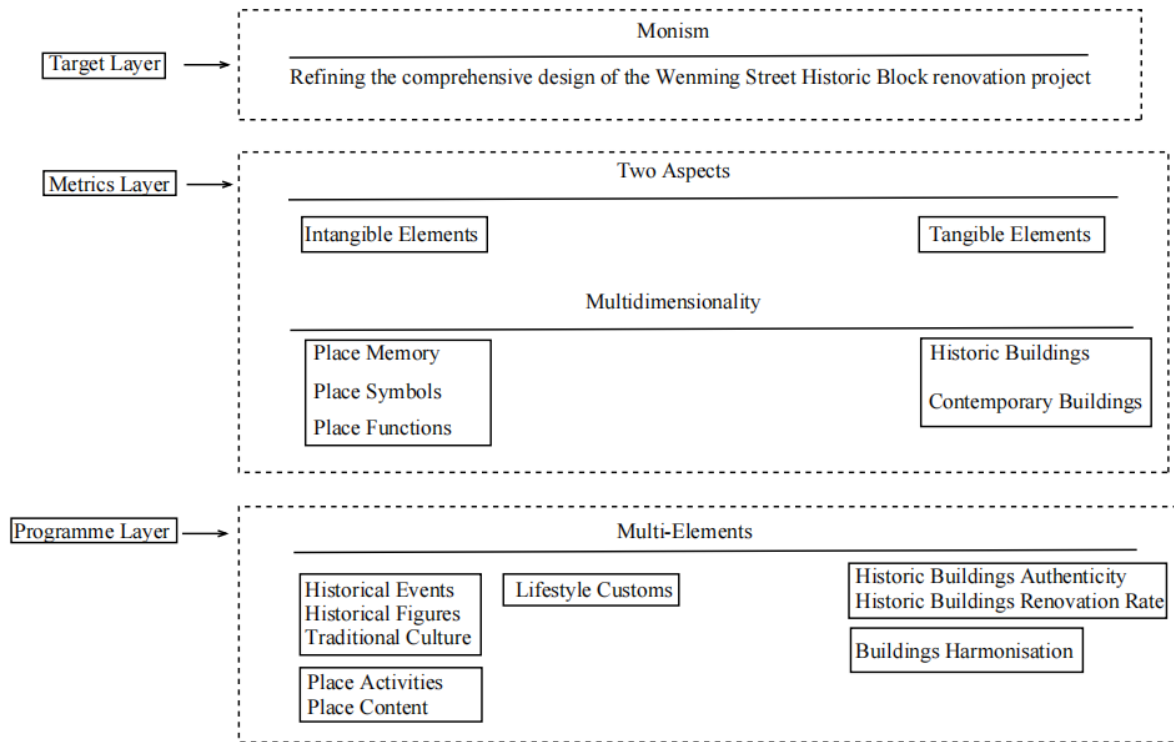 Monism
Target Layer
Refining the comprehensive design of the Wenming Street Historic Block renovation project
Metrics Layer
Two Aspects
Intangible Elements
Tangible Elements
Multidimensionality
Place Memory
Place Symbols
Place Functions
Historic Buildings
Contemporary Buildings
Programme Layer
Multi-Elements
Historical Events
Historical Figures
Traditional Culture
Lifestyle Customs
Historic Buildings Authenticity
Historic Buildings Renovation Rate
Place Activities
Place Content
Buildings Harmonisation